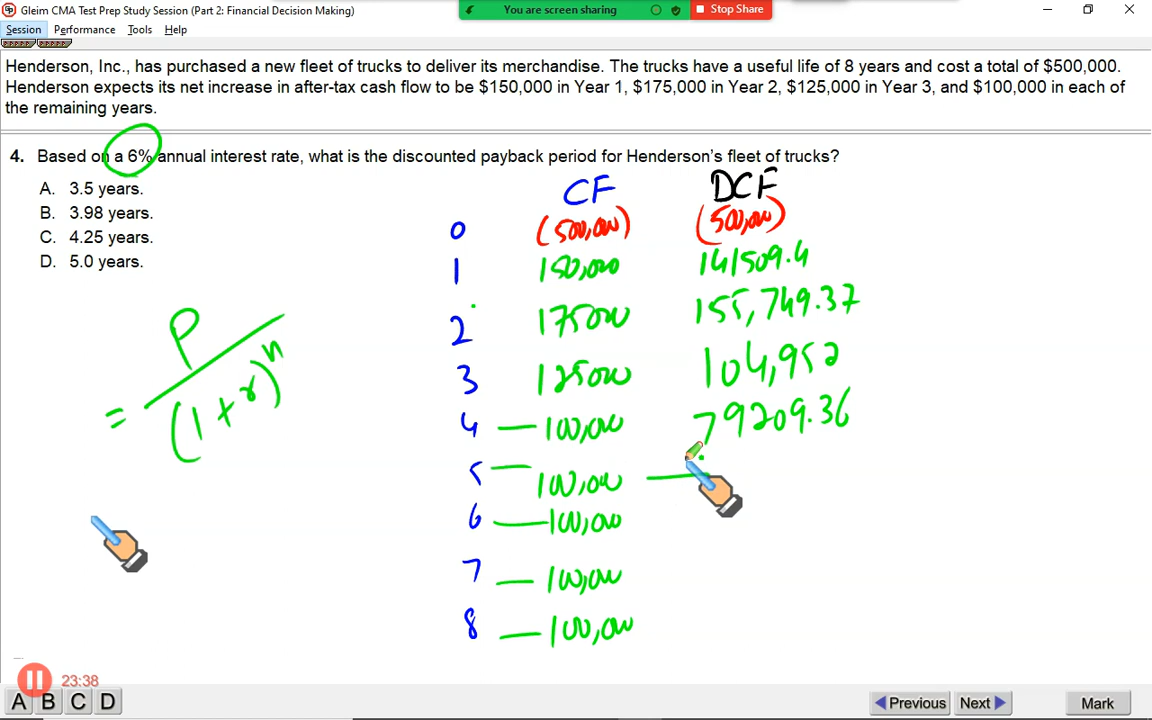 Gleim CMA Test Prep Study Session (Part 2: Financial Decision Making)
You are screen sharing
Stop Share
Session Performance Tools Help
Henderson, Inc., has purchased a new fleet of trucks to deliver its merchandise. The trucks have a useful life of 8 years and cost a total of $500,000.
Henderson expects its net increase in after-tax cash flow to be $150,000 in Year 1, $175,000 in Year 2, $125,000 in Year 3, and $100,000 in each of
the remaining years.
4. Based on a 6% annual interest rate, what is the discounted payback period for Henderson's fleet of trucks?
A. 3.5 years.
B. 3.98 years.
C. 4.25 years.
D. 5.0 years.
CF DCF
0 (500,000) (500,000)
1 150,000 141509.4
2 175000 155,749.37
3 125000 104,952
4 — 100,000 79209.36
5 — 100,000 —
6 — 100,000
7 — 100,000
8 — 100,000
P
= (1+r)^n
23:38
A B C D
Previous Next Mark